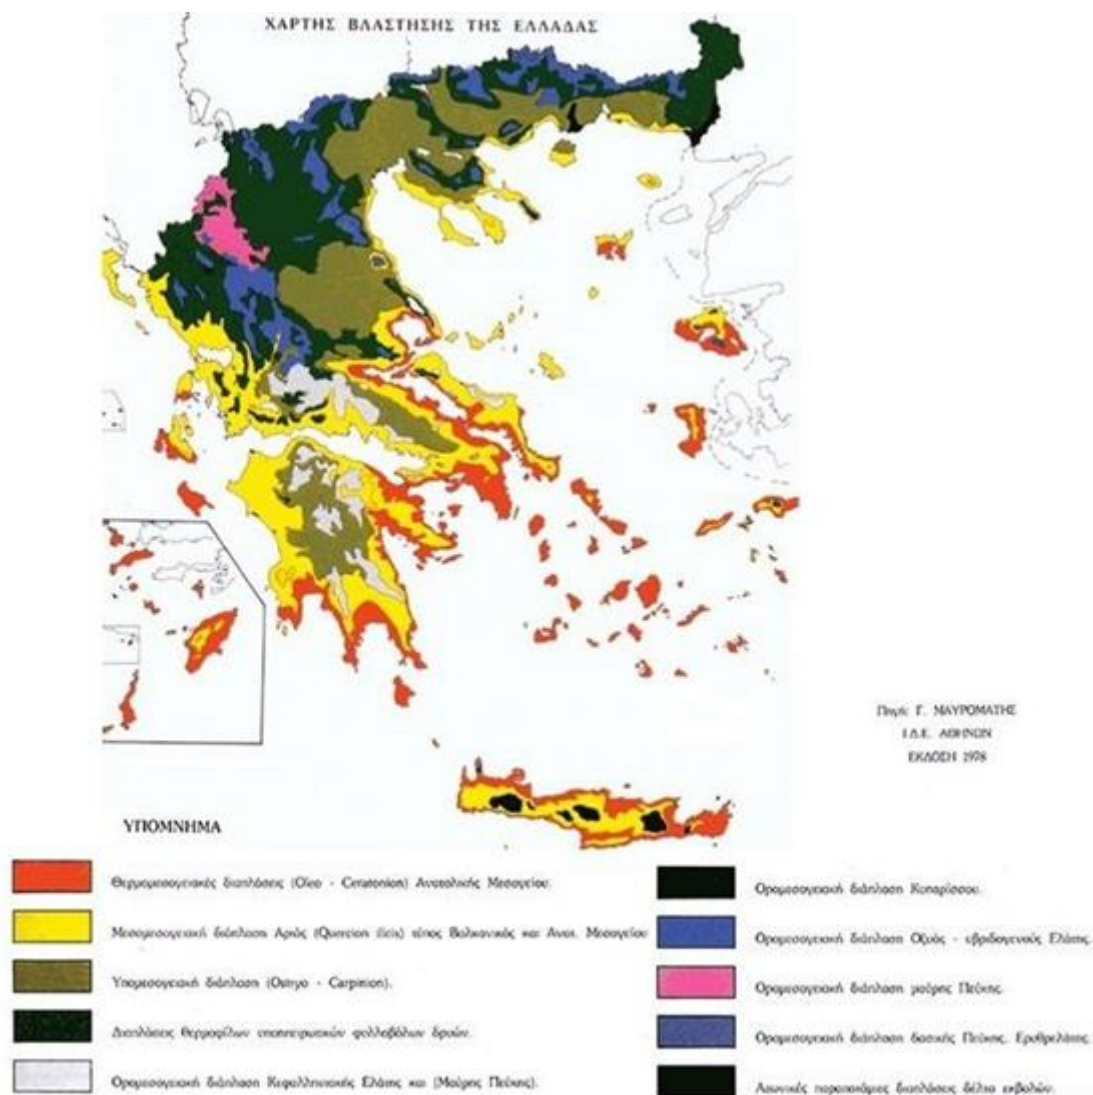 ΧΑΡΤΗΣ ΒΛΑΣΤΗΣΗΣ ΤΗΣ ΕΛΛΑΔΑΣ
Πηγή: Γ. ΜΑΥΡΟΜΑΤΗΣ
Ι.Δ.Ε. ΑΘΗΝΩΝ
ΕΚΔΟΣΗ 1978
ΥΠΟΜΝΗΜΑ
Θερμομεσογειακές διαπλάσεις (Oleo - Ceratonion) Ανατολικής Μεσογείου.
Μεσομεσογειακή διάπλαση Αριάς (Quercion ilicis) τύπος Βαλκανικός και Ανατ. Μεσογείου
Υπομεσογειακή διάπλαση (Ostryo - Carpinion).
Διαπλάσεις θερμοφίλων υποηπειρωτικών φυλλοβόλων δρυών.
Ορομεσογειακή διάπλαση Κεφαλληνιακής Ελάτης και (Μαύρης Πεύκης).
Ορομεσογειακή διάπλαση Κυπαρίσσου.
Ορομεσογειακή διάπλαση Οξυάς - υβριδογενούς Ελάτης.
Ορομεσογειακή διάπλαση μαύρης Πεύκης.
Ορομεσογειακή διάπλαση δασικής Πεύκης. Ερυθρελάτης.
Αζωνικές παραποτάμιες διαπλάσεις δέλτα εκβολών.